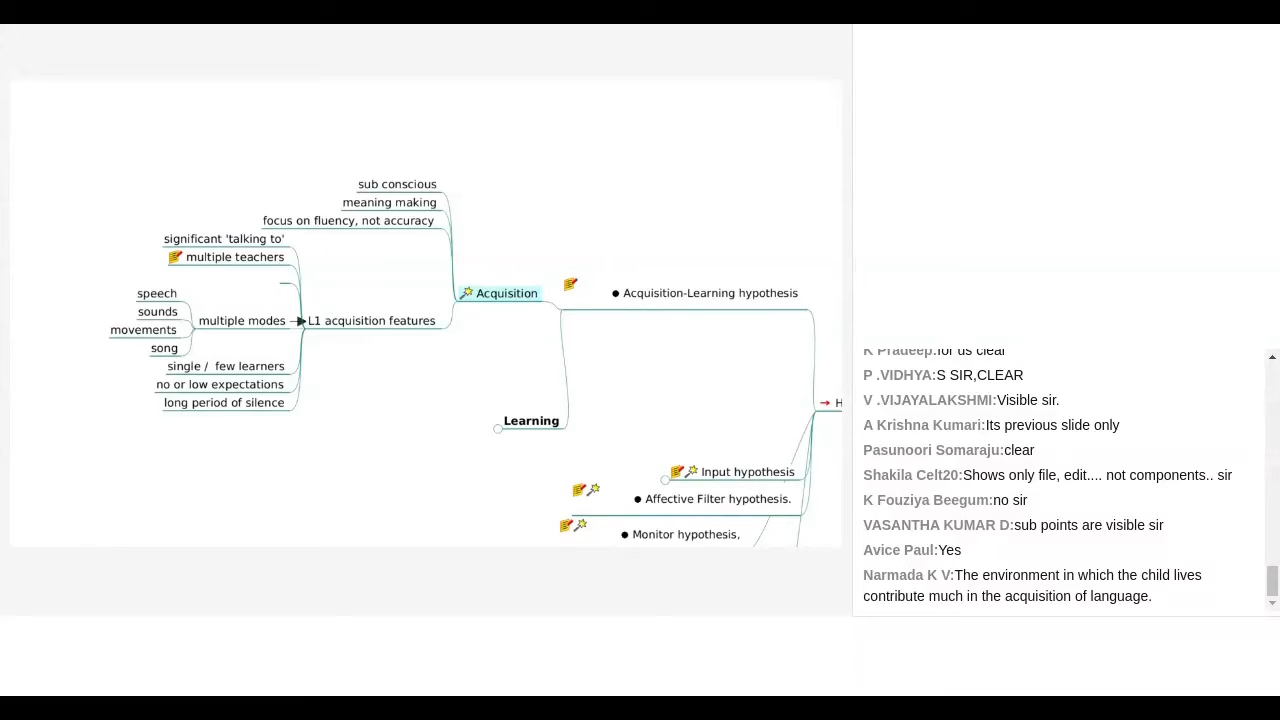 sub conscious
meaning making
focus on fluency, not accuracy
significant 'talking to'
multiple teachers
speech
sounds
movements
song
multiple modes
L1 acquisition features
single / few learners
no or low expectations
long period of silence
Acquisition
● Acquisition-Learning hypothesis
Learning
H
Input hypothesis
● Affective Filter hypothesis.
● Monitor hypothesis,
K Pradeep:for us clear
P .VIDHYA:S SIR,CLEAR
V .VIJAYALAKSHMI:Visible sir.
A Krishna Kumari:Its previous slide only
Pasunoori Somaraju:clear
Shakila Celt20:Shows only file, edit.... not components.. sir
K Fouziya Beegum:no sir
VASANTHA KUMAR D:sub points are visible sir
Avice Paul:Yes
Narmada K V:The environment in which the child lives
contribute much in the acquisition of language.